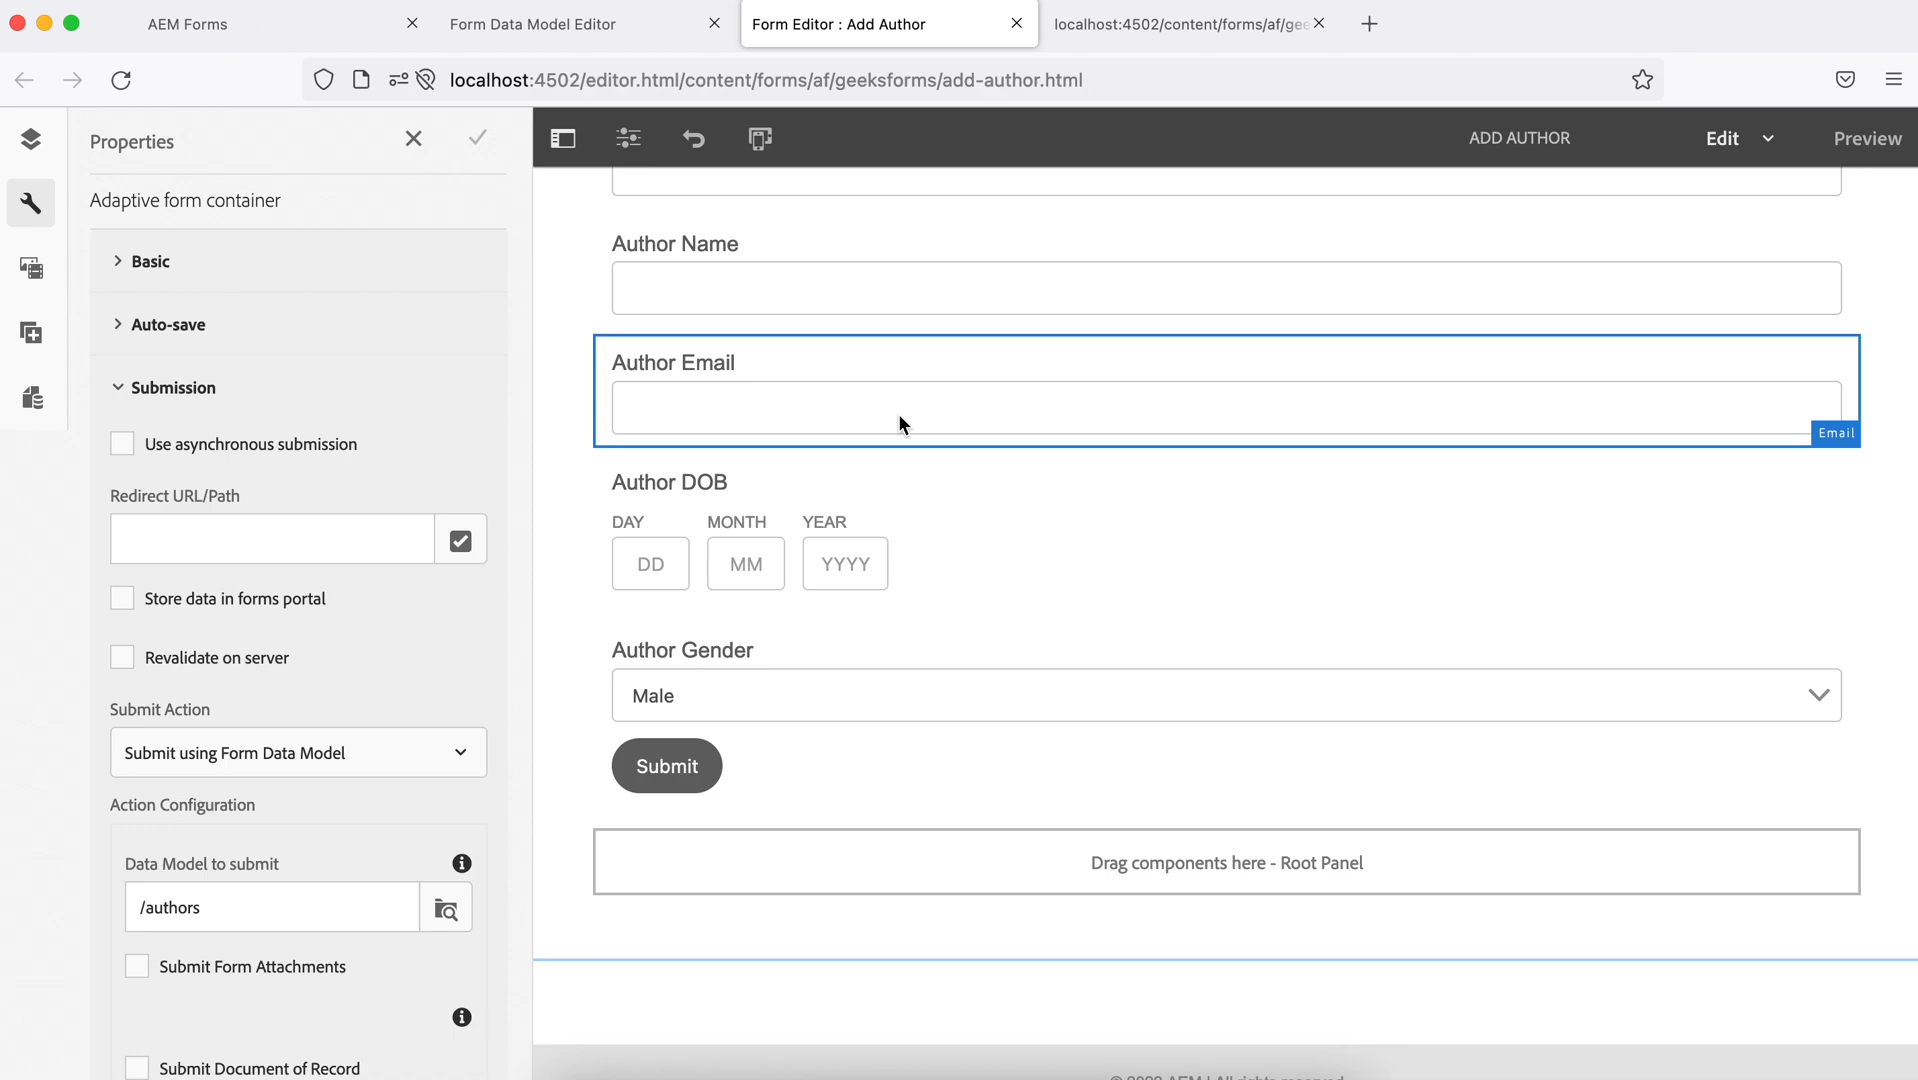 AEM Forms
Form Data Model Editor
Form Editor : Add Author
localhost:4502/content/forms/af/gee
localhost:4502/editor.html/content/forms/af/geeksforms/add-author.html
Properties
ADD AUTHOR
Edit
Preview
Adaptive form container
Basic
Auto-save
Submission
Use asynchronous submission
Redirect URL/Path
Store data in forms portal
Revalidate on server
Submit Action
Submit using Form Data Model
Action Configuration
Data Model to submit
/authors
Submit Form Attachments
Submit Document of Record
Author Name
Author Email
Email
Author DOB
DAY MONTH YEAR
DD MM YYYY
Author Gender
Male
Submit
Drag components here - Root Panel